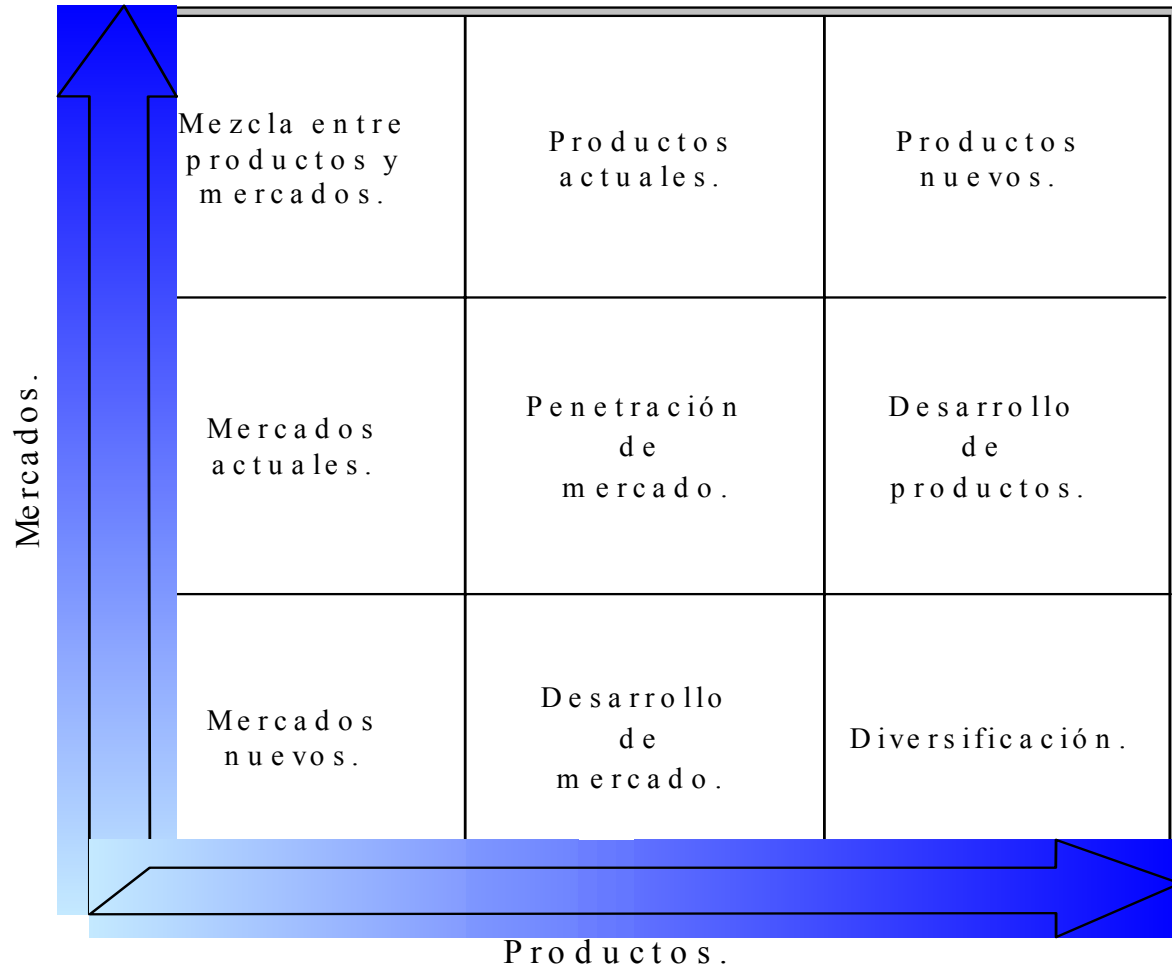 Mezcla entre
productos y
mercados.
Productos
actuales.
Productos
nuevos.
Mercados
actuales.
Penetración
de
mercado.
Desarrollo
de
productos.
Mercados
nuevos.
Desarrollo
de
mercado.
Diversificación.
Mercados.
Productos.